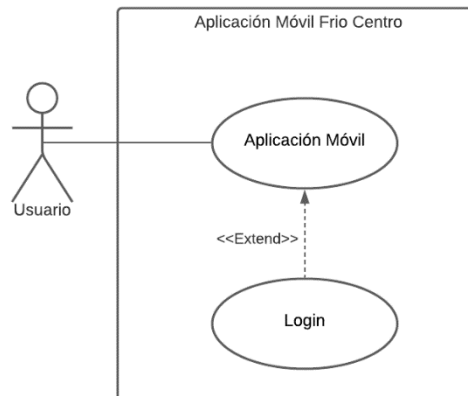 Aplicación Móvil Frio Centro
Aplicación Móvil
Usuario
<<Extend>>
Login